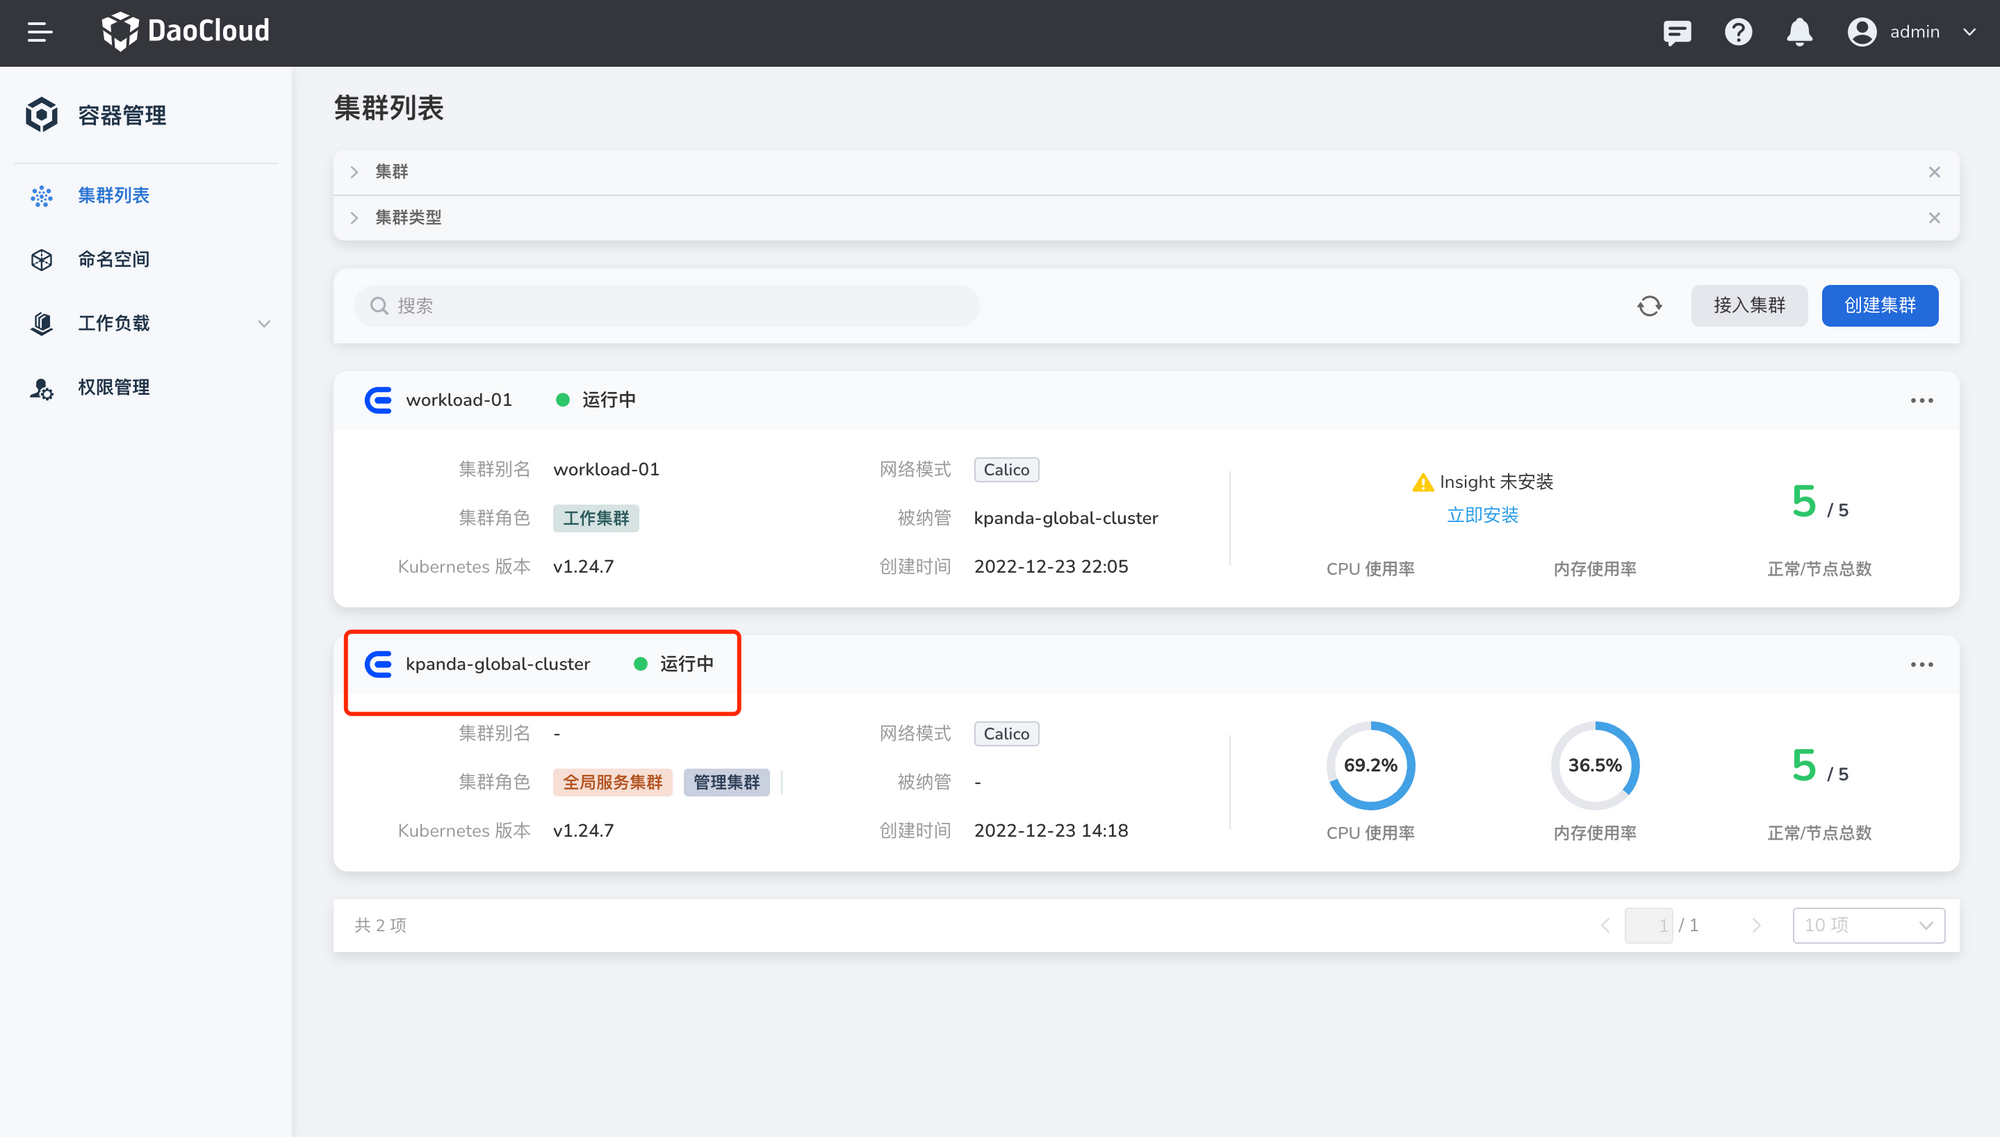 DaoCloud
admin
容器管理
集群列表
命名空间
工作负载
权限管理
集群列表
集群
集群类型
搜索
接入集群
创建集群
workload-01 运行中
集群别名 workload-01
网络模式 Calico
集群角色 工作集群
被纳管 kpanda-global-cluster
Kubernetes 版本 v1.24.7
创建时间 2022-12-23 22:05
Insight 未安装
立即安装
CPU 使用率
内存使用率
5 / 5
正常/节点总数
kpanda-global-cluster 运行中
集群别名 -
网络模式 Calico
集群角色 全局服务集群 管理集群
被纳管 -
Kubernetes 版本 v1.24.7
创建时间 2022-12-23 14:18
69.2%
CPU 使用率
36.5%
内存使用率
5 / 5
正常/节点总数
共 2 项
1 / 1
10 项